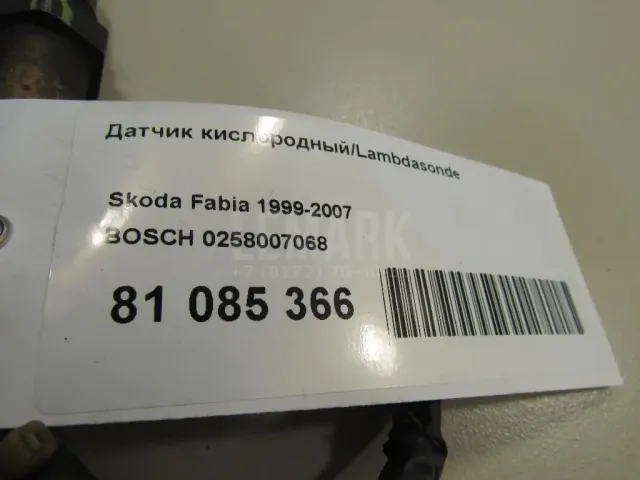 Датчик кислородный/Lambdasonde
Skoda Fabia 1999-2007
BOSCH 0258007068
81 085 366